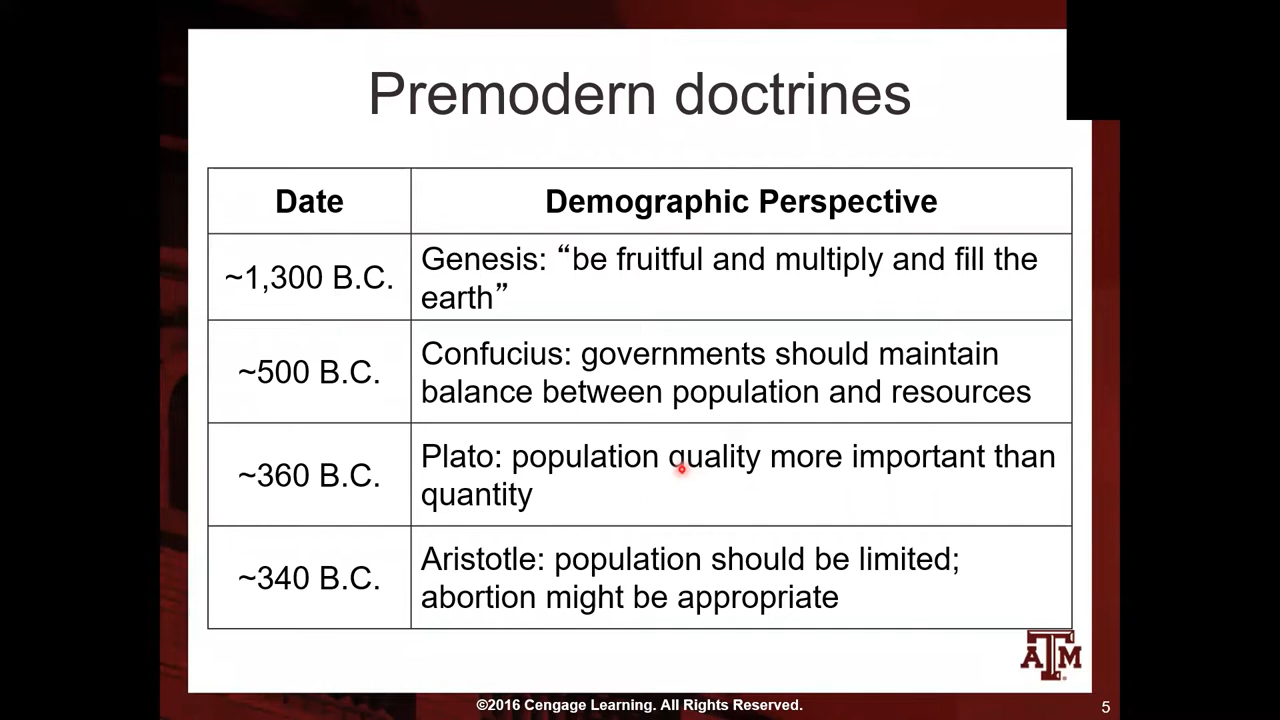 Premodern doctrines
Date
Demographic Perspective
~1,300 B.C.
Genesis: “be fruitful and multiply and fill the
earth”
~500 B.C.
Confucius: governments should maintain
balance between population and resources
~360 B.C.
Plato: population quality more important than
quantity
~340 B.C.
Aristotle: population should be limited;
abortion might be appropriate
ATM
©2016 Cengage Learning. All Rights Reserved.
5